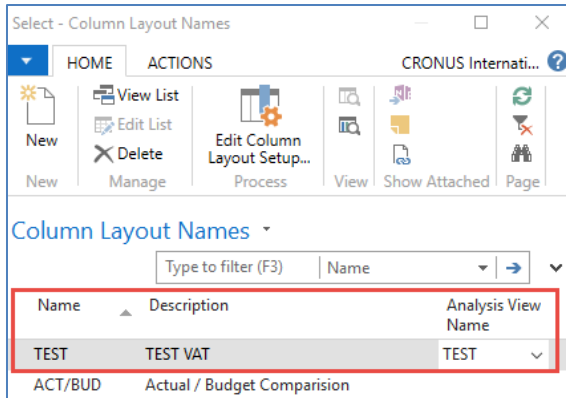 Select - Column Layout Names
HOME ACTIONS CRONUS Internati... ?
New
View List
Edit List
Delete
Edit Column
Layout Setup...
New Manage Process View Show Attached Page
Column Layout Names
Type to filter (F3) Name
Name Description Analysis View
Name
TEST TEST VAT TEST
ACT/BUD Actual / Budget Comparision